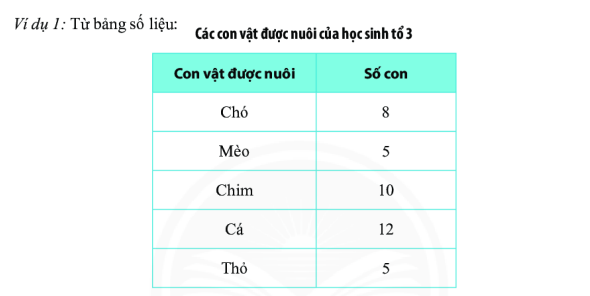 Ví dụ 1: Từ bảng số liệu:
Các con vật được nuôi của học sinh tổ 3
Con vật được nuôi Số con
Chó 8
Mèo 5
Chim 10
Cá 12
Thỏ 5